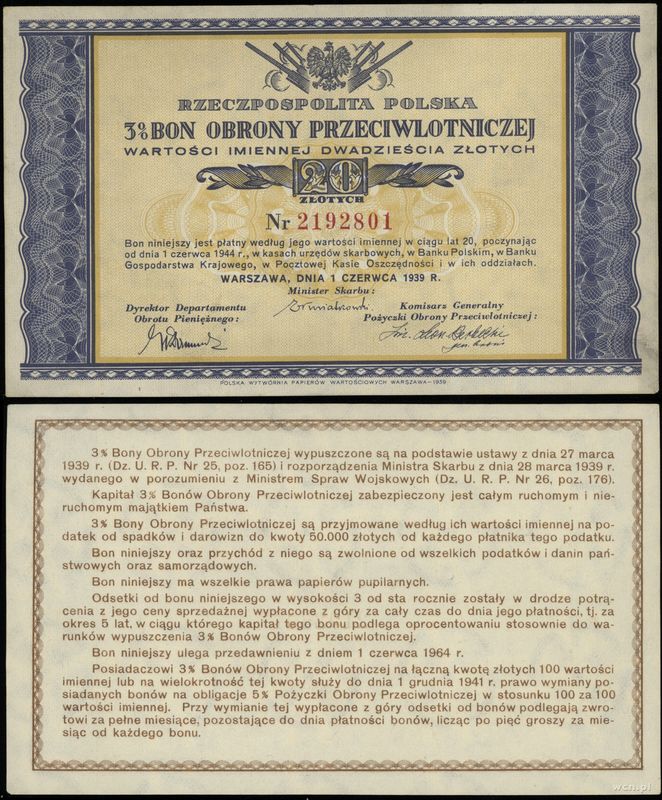 RZECZPOSPOLITA POLSKA
3% BON OBRONY PRZECIWLOTNICZEJ
WARTOŚCI IMIENNEJ DWADZIEŚCIA ZŁOTYCH
20
ZŁOTYCH
Nr 2192801
Bon niniejszy jest płatny według jego wartości imiennej w ciągu lat 20, począwszy
od dnia 1 czerwca 1944 r., w kasach urzędów skarbowych, w Banku Polskim, w Banku
Gospodarstwa Krajowego, w Pocztowej Kasie Oszczędności i w ich oddziałach.
WARSZAWA, DNIA 1 CZERWCA 1939 R.
Minister Skarbu:
Dyrektor Departamentu
Obrotu Pieniężnego:
Komisarz Generalny
Pożyczki Obrony Przeciwlotniczej:
POLSKA WYTWÓRNIA PAPIERÓW WARTOŚCIOWYCH WARSZAWA-1939
3% Bony Obrony Przeciwlotniczej wypuszczone są na podstawie ustawy z dnia 27 marca
1939 r. (Dz. U. R. P. Nr 25, poz. 165) i rozporządzenia Ministra Skarbu z dnia 28 marca 1939 r.
wydanego w porozumieniu z Ministrem Spraw Wojskowych (Dz. U. R. P. Nr 26, poz. 176).
Kapitał 3% Bonów Obrony Przeciwlotniczej zabezpieczony jest całym ruchomym i nie-
ruchomym majątkiem Państwa.
3% Bony Obrony Przeciwlotniczej są przyjmowane według ich wartości imiennej na po-
datek od spadków i darowizn do kwoty 50.000 złotych od każdego płatnika tego podatku.
Bon niniejszy oraz przychód z niego są zwolnione od wszelkich podatków i danin pań-
stwowych oraz samorządowych.
Bon niniejszy ma wszelkie prawa papierów pupilarnych.
Odsetki od bonu niniejszego w wysokości 3 od sta rocznie zostały w drodze potrą-
cenia z jego ceny sprzedażnej wypłacone z góry za cały czas do dnia jego płatności, tj. za
okres 5 lat, w ciągu którego kapitał tego bonu podlega oprocentowaniu stosownie do wa-
runków wypuszczenia 3% Bonów Obrony Przeciwlotniczej.
Bon niniejszy ulega przedawnieniu z dniem 1 czerwca 1964 r.
Posiadaczowi 3% Bonów Obrony Przeciwlotniczej na łączną kwotę złotych 100 wartości
imiennej lub na wielokrotność tej kwoty służy do dnia 1 grudnia 1941 r. prawo wymiany po-
siadanych bonów na obligacje 5% Pożyczki Obrony Przeciwlotniczej w stosunku 100 za 100
wartości imiennej. Przy wymianie tej wypłacone z góry odsetki od bonów podlegają zwro-
towi za pełne miesiące, pozostające do dnia płatności bonów, licząc po pięć groszy za mie-
siąc od każdego bonu.
wcn.pl